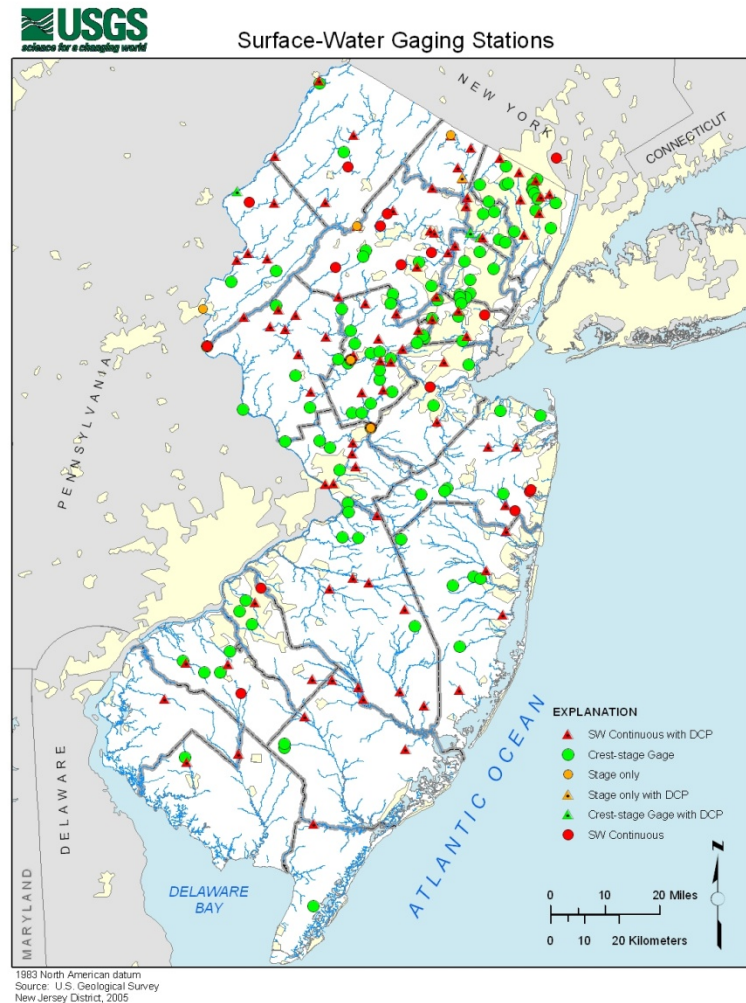 USGS
science for a changing world
Surface-Water Gaging Stations
NEW YORK
CONNECTICUT
PENNSYLVANIA
EXPLANATION
SW Continuous with DCP
Crest-stage Gage
Stage only
Stage only with DCP
Crest-stage Gage with DCP
SW Continuous
ATLANTIC OCEAN
DELAWARE
MARYLAND
DELAWARE
BAY
N
0 10 20 Miles
0 10 20 Kilometers
1983 North American datum
Source: U.S. Geological Survey
New Jersey District, 2005